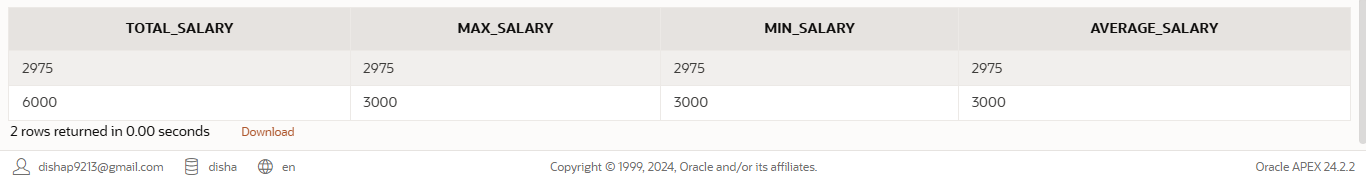 TOTAL_SALARY MAX_SALARY MIN_SALARY AVERAGE_SALARY
2975 2975 2975 2975
6000 3000 3000 3000
2 rows returned in 0.00 seconds Download
dishap9213@gmail.com disha en Copyright © 1999, 2024, Oracle and/or its affiliates. Oracle APEX 24.2.2